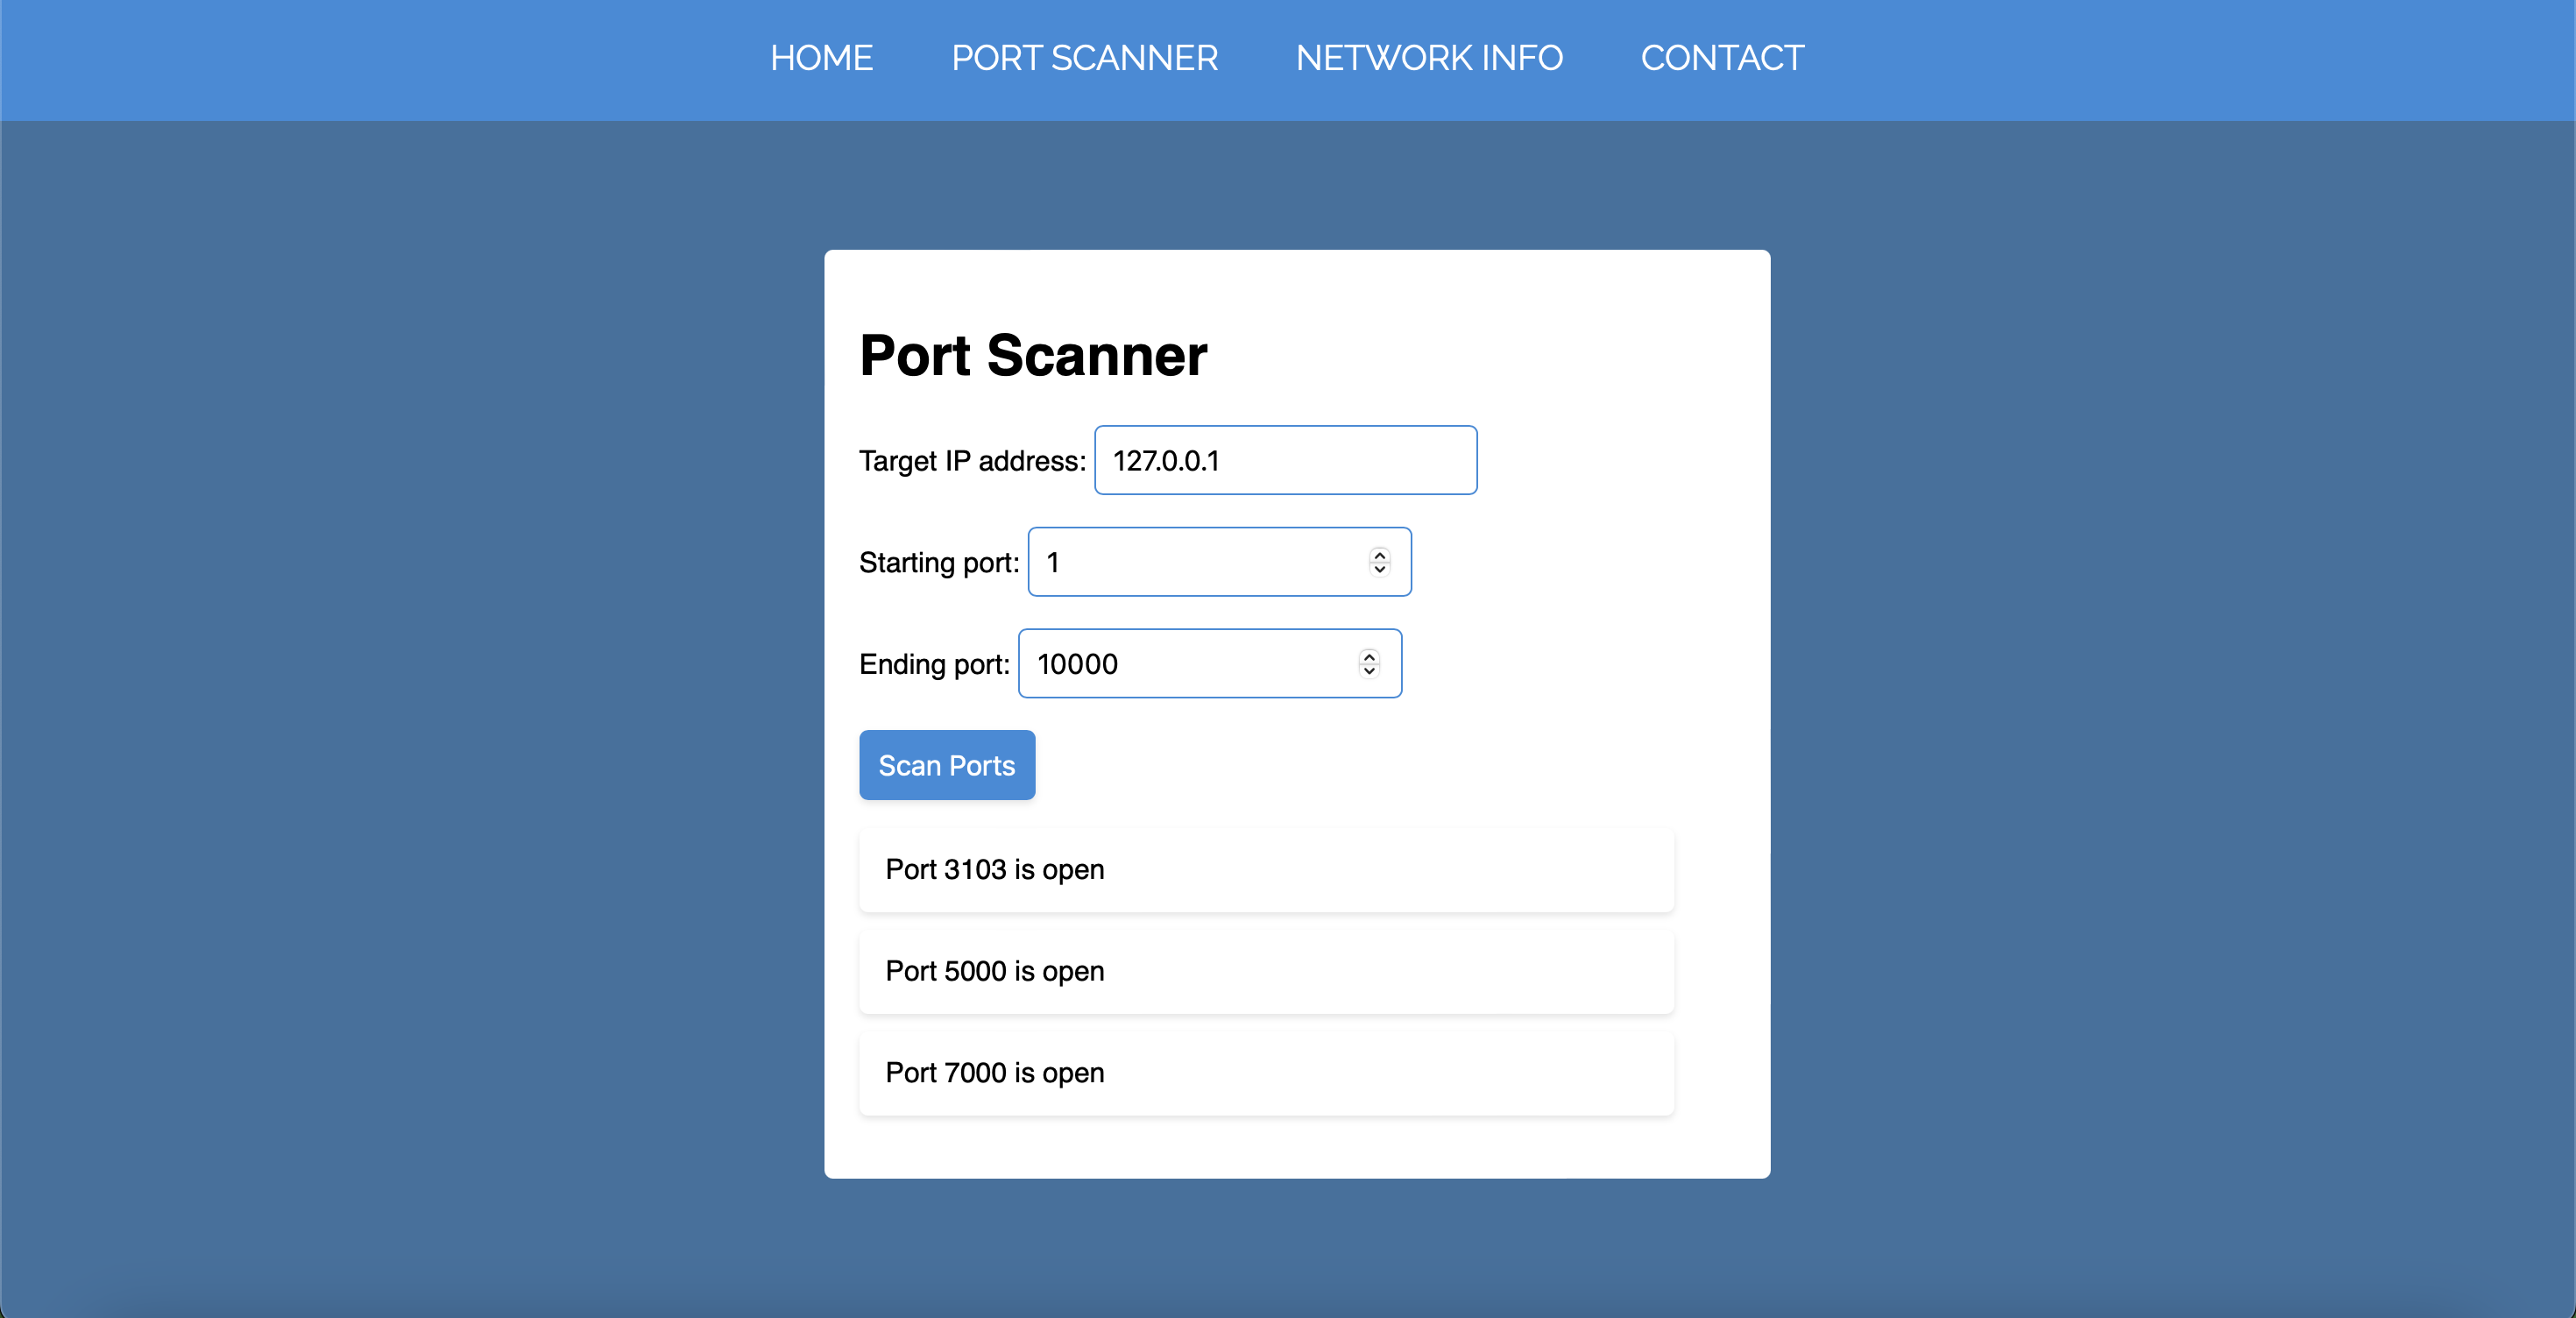 HOME PORT SCANNER NETWORK INFO CONTACT
Port Scanner
Target IP address: 127.0.0.1
Starting port: 1
Ending port: 10000
Scan Ports
Port 3103 is open
Port 5000 is open
Port 7000 is open